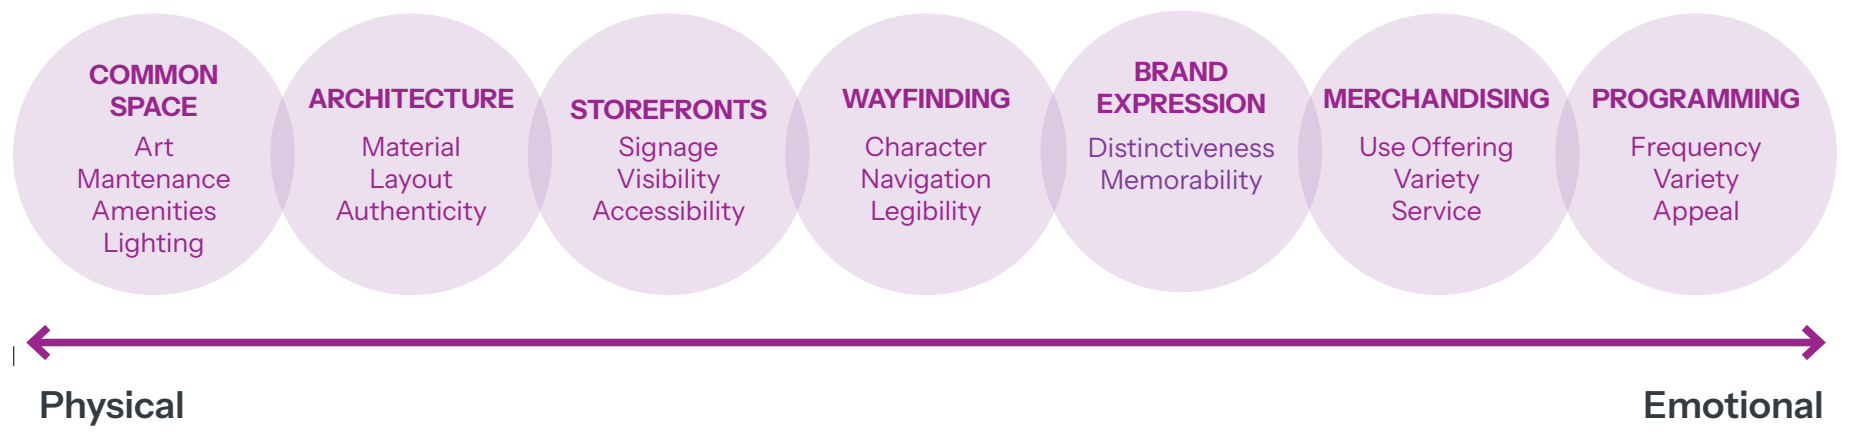 COMMON
SPACE
Art
Mantenance
Amenities
Lighting
ARCHITECTURE
Material
Layout
Authenticity
STOREFRONTS
Signage
Visibility
Accessibility
WAYFINDING
Character
Navigation
Legibility
BRAND
EXPRESSION
Distinctiveness
Memorability
MERCHANDISING
Use Offering
Variety
Service
PROGRAMMING
Frequency
Variety
Appeal
Physical
Emotional